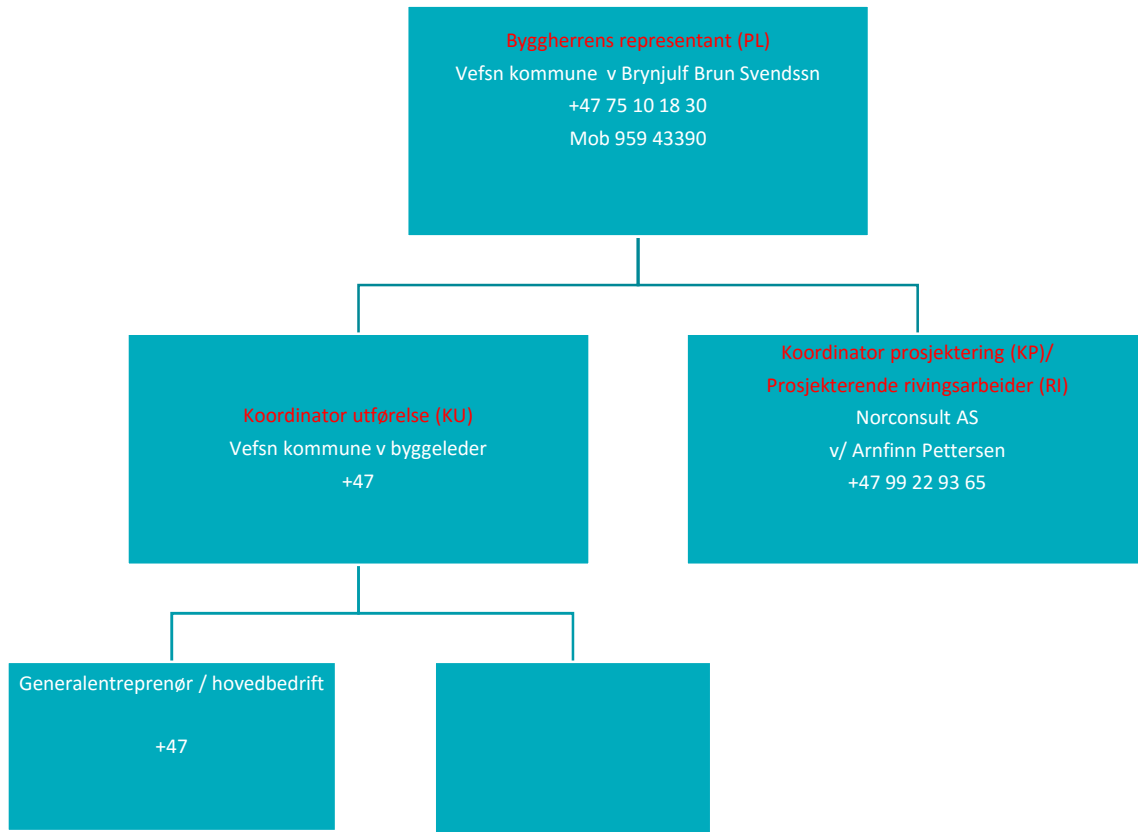 Byggherrens representant (PL)
Vefsn kommune v Brynjulf Brun Svendssn
+47 75 10 18 30
Mob 959 43390
Koordinator utførelse (KU)
Vefsn kommune v byggeleder
+47
Koordinator prosjektering (KP)/
Prosjekterende rivingsarbeider (RI)
Norconsult AS
v/ Arnfinn Pettersen
+47 99 22 93 65
Generalentreprenør / hovedbedrift
+47